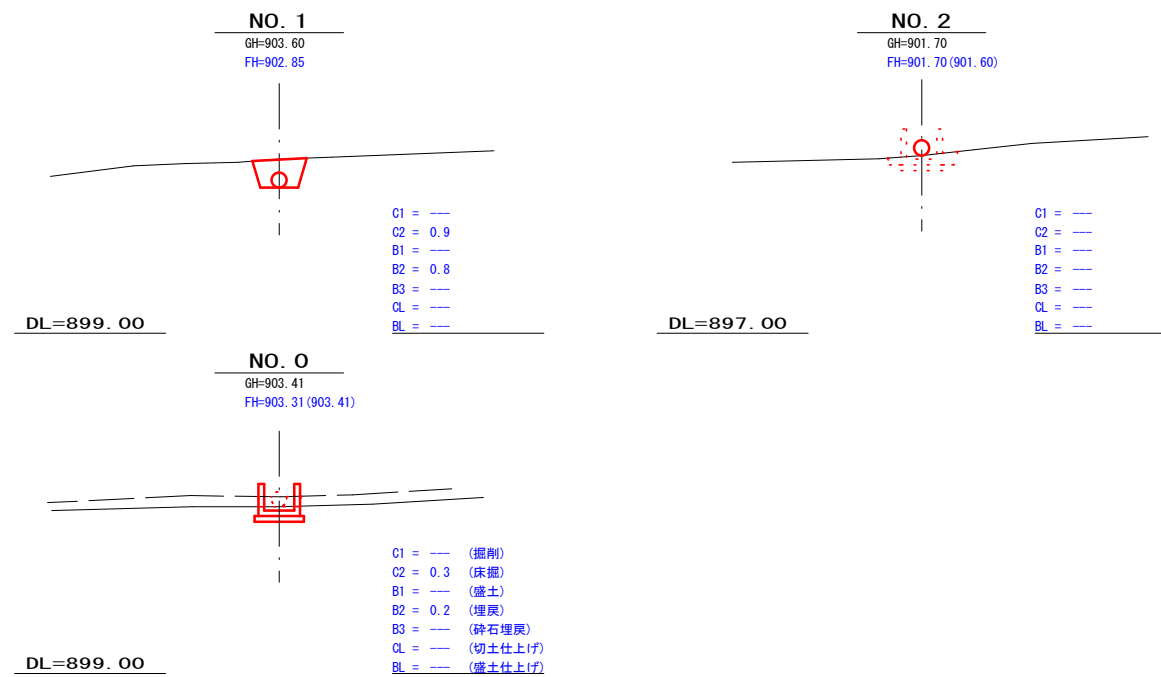 NO. 1
GH=903.60
FH=902.85
C1 = ---
C2 = 0.9
B1 = ---
B2 = 0.8
B3 = ---
CL = ---
BL = ---
DL=899.00
NO. 2
GH=901.70
FH=901.70(901.60)
C1 = ---
C2 = ---
B1 = ---
B2 = ---
B3 = ---
CL = ---
BL = ---
DL=897.00
NO. 0
GH=903.41
FH=903.31(903.41)
C1 = --- (掘削)
C2 = 0.3 (床掘)
B1 = --- (盛土)
B2 = 0.2 (埋戻)
B3 = --- (砕石埋戻)
CL = --- (切土仕上げ)
BL = --- (盛土仕上げ)
DL=899.00